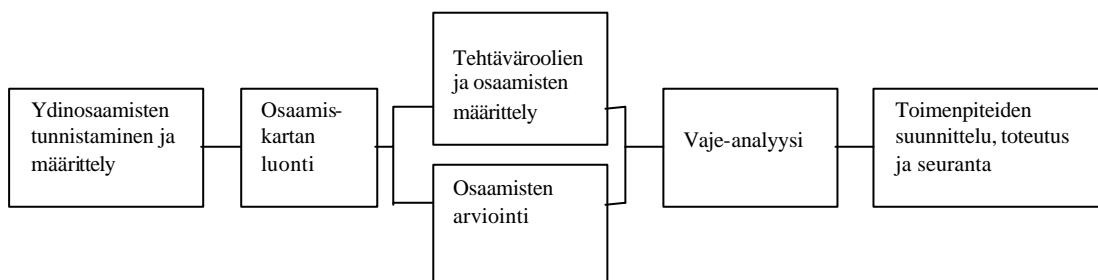 Ydinosaamisten
tunnistaminen ja
määrittely
Osaamis-
kartan
luonti
Tehtäväroolien
ja osaamisten
määrittely
Osaamisten
arviointi
Vaje-analyysi
Toimenpiteiden
suunnittelu, toteutus
ja seuranta